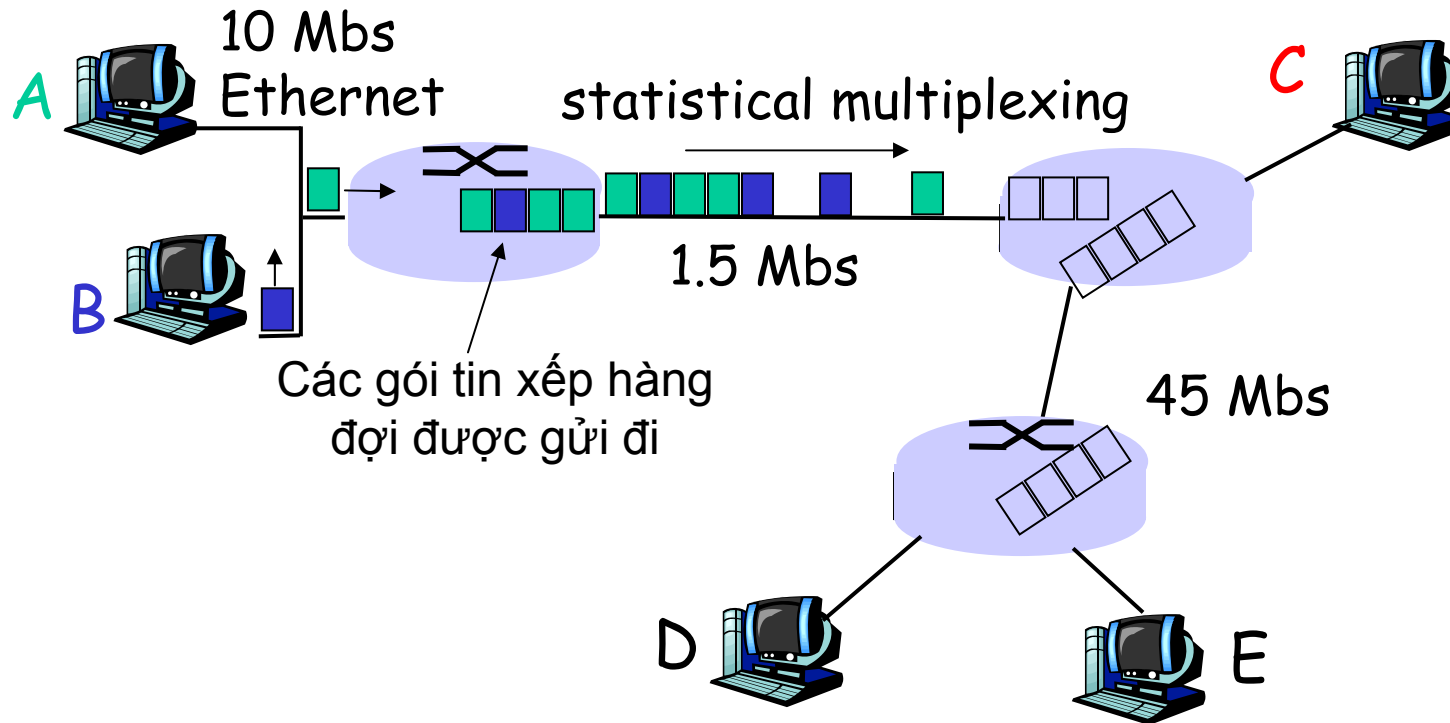 10 Mbs
Ethernet
A
statistical multiplexing
C
B
1.5 Mbs
Các gói tin xếp hàng
đợi được gửi đi
45 Mbs
D
E